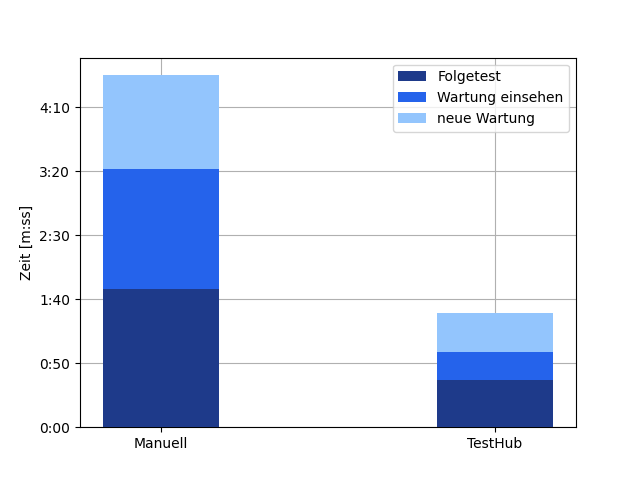 Folgetest
Wartung einsehen
neue Wartung
Zeit [m:ss]
4:10
3:20
2:30
1:40
0:50
0:00
Manuell
TestHub